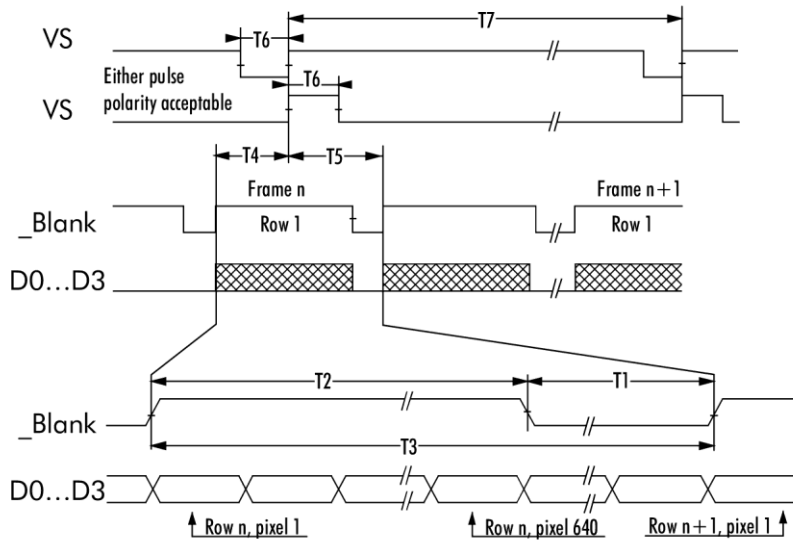 VS
T6
T7
Either pulse
polarity acceptable
T6
VS
T4
T5
Frame n
Frame n+1
_Blank
Row 1
Row 1
D0...D3
T2
T1
_Blank
T3
D0...D3
Row n, pixel 1
Row n, pixel 640
Row n+1, pixel 1